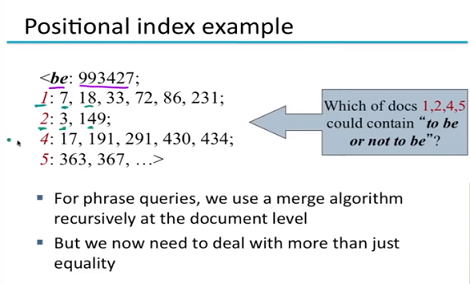 Positional index example
<be: 993427;
1: 7, 18, 33, 72, 86, 231;
2: 3, 149;
4: 17, 191, 291, 430, 434;
5: 363, 367, …>
Which of docs 1,2,4,5
could contain “to be
or not to be”?
▪ For phrase queries, we use a merge algorithm
recursively at the document level
▪ But we now need to deal with more than just
equality